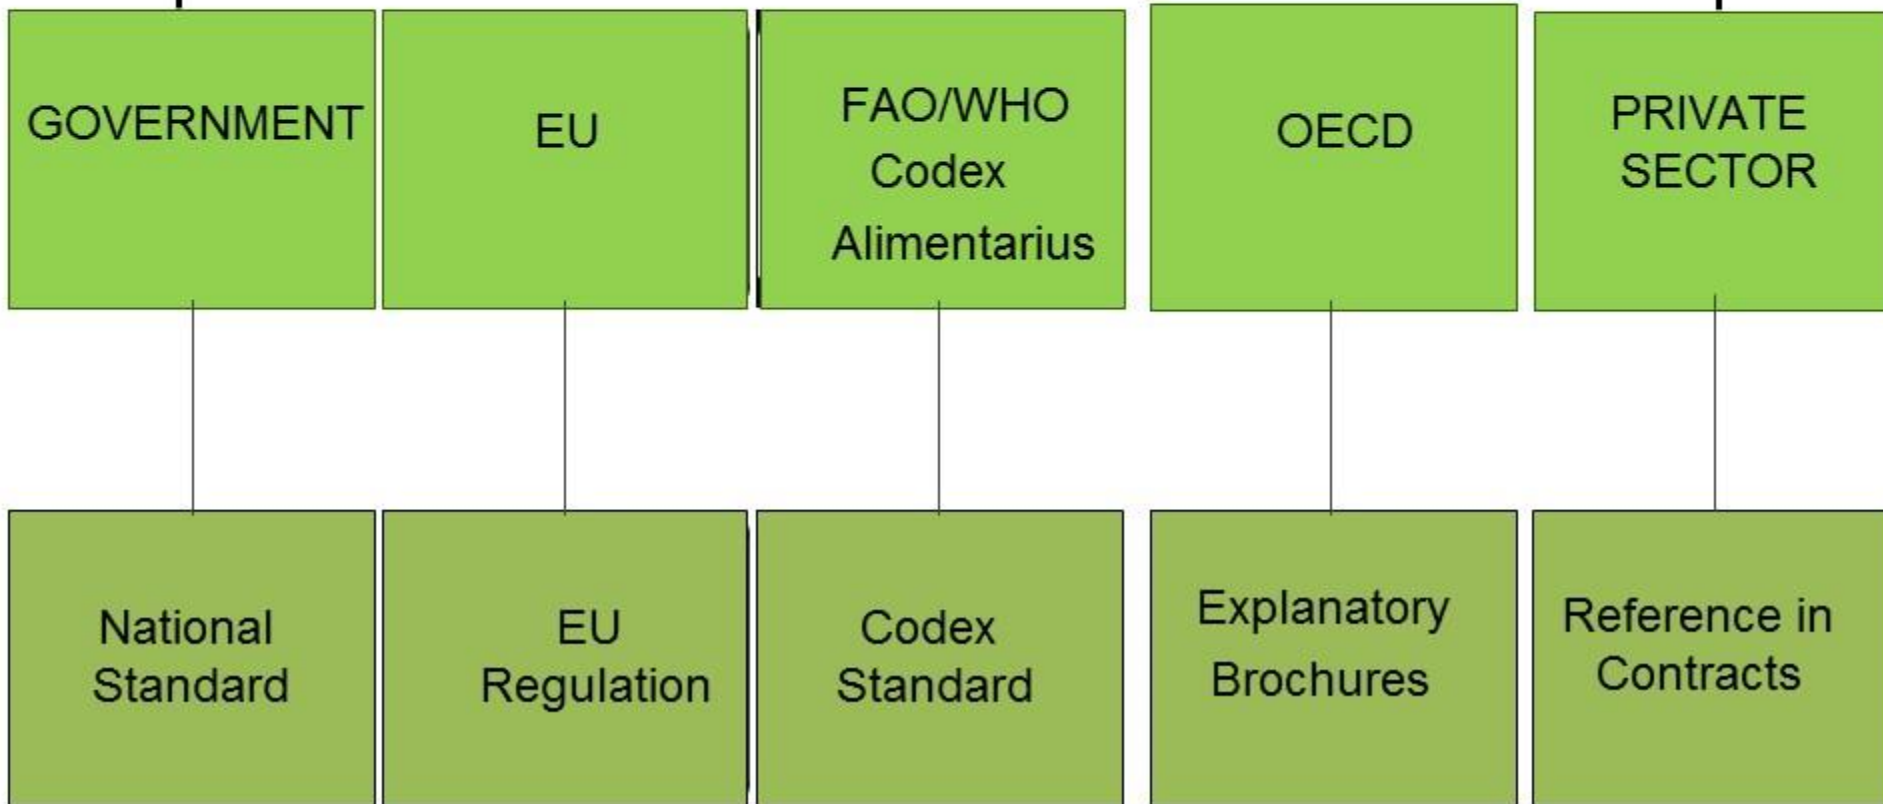 GOVERNMENT
EU
FAO/WHO
Codex
Alimentarius
OECD
PRIVATE
SECTOR
National
Standard
EU
Regulation
Codex
Standard
Explanatory
Brochures
Reference in
Contracts